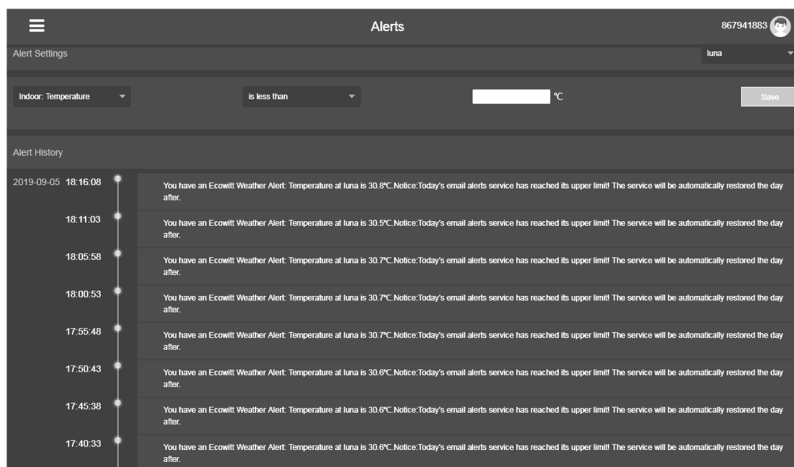 Alerts
867941883
Alert Settings
luna
Indoor: Temperature
is less than
℃
Save
Alert History
2019-09-05 18:16:08
You have an Ecowitt Weather Alert: Temperature at luna is 30.8℃.Notice:Today's email alerts service has reached its upper limit! The service will be automatically restored the day
after.
18:11:03
You have an Ecowitt Weather Alert: Temperature at luna is 30.5℃.Notice:Today's email alerts service has reached its upper limit! The service will be automatically restored the day
after.
18:05:58
You have an Ecowitt Weather Alert: Temperature at luna is 30.7℃.Notice:Today's email alerts service has reached its upper limit! The service will be automatically restored the day
after.
18:00:53
You have an Ecowitt Weather Alert: Temperature at luna is 30.7℃.Notice:Today's email alerts service has reached its upper limit! The service will be automatically restored the day
after.
17:55:48
You have an Ecowitt Weather Alert: Temperature at luna is 30.7℃.Notice:Today's email alerts service has reached its upper limit! The service will be automatically restored the day
after.
17:50:43
You have an Ecowitt Weather Alert: Temperature at luna is 30.6℃.Notice:Today's email alerts service has reached its upper limit! The service will be automatically restored the day
after.
17:45:38
You have an Ecowitt Weather Alert: Temperature at luna is 30.6℃.Notice:Today's email alerts service has reached its upper limit! The service will be automatically restored the day
after.
17:40:33
You have an Ecowitt Weather Alert: Temperature at luna is 30.6℃.Notice:Today's email alerts service has reached its upper limit! The service will be automatically restored the day
after.